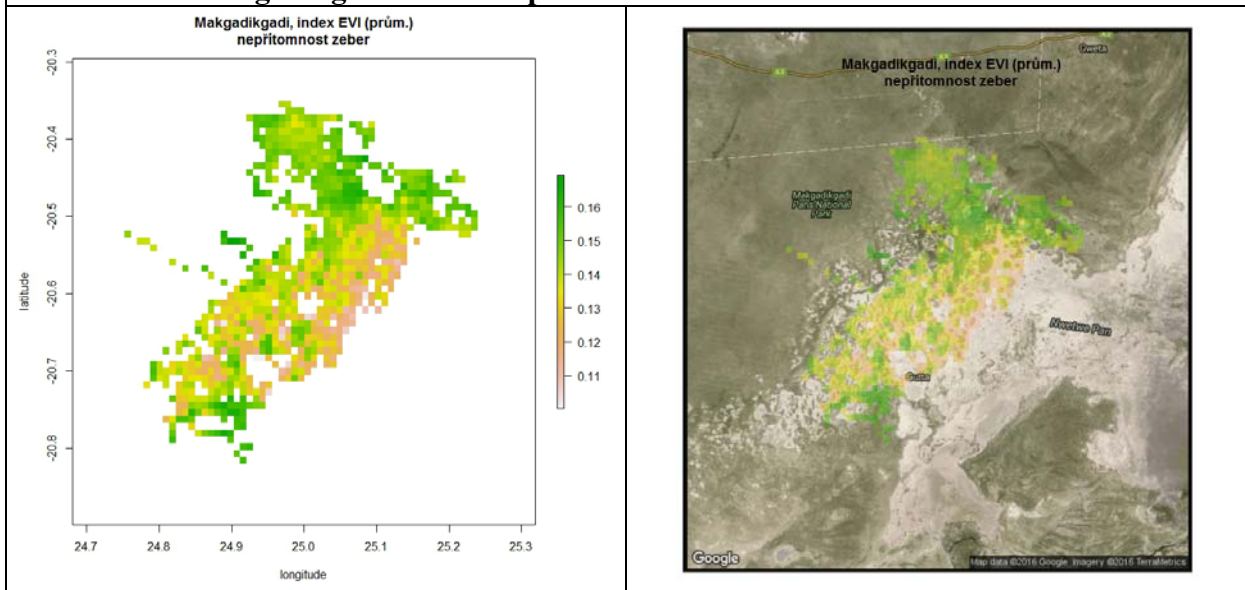 Makgadikgadi, index EVI (prům.)
nepřítomnost zeber
-20.3
-20.4
-20.5
-20.6
-20.7
-20.8
latitude
24.7 24.8 24.9 25.0 25.1 25.2 25.3
longitude
0.16
0.15
0.14
0.13
0.12
0.11
Gweta
Makgadikgadi, index EVI (prům.)
nepřítomnost zeber
Makgadikgadi
Pans National
Park
Nwetwe Pan
Gutsa
Google
Map data ©2016 Google Imagery ©2016 TerraMetrics